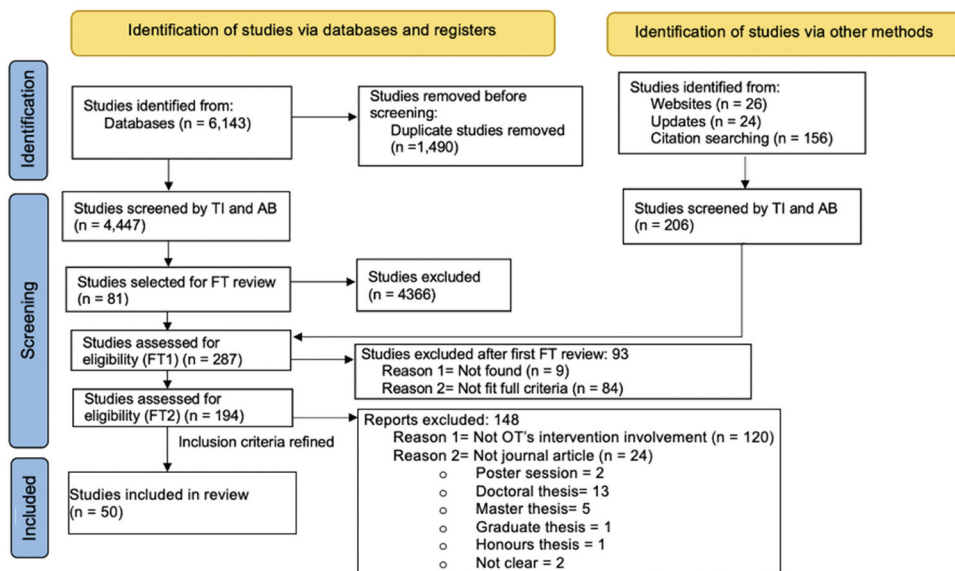 Identification of studies via databases and registers
Identification of studies via other methods
Identification
Studies identified from:
Databases (n = 6,143)
Studies removed before
screening:
Duplicate studies removed
(n =1,490)
Studies identified from:
Websites (n = 26)
Updates (n = 24)
Citation searching (n = 156)
Screening
Studies screened by TI and AB
(n = 4,447)
Studies screened by TI and AB
(n = 206)
Studies selected for FT review
(n = 81)
Studies excluded
(n = 4366)
Studies assessed for
eligibility (FT1) (n = 287)
Studies excluded after first FT review: 93
Reason 1= Not found (n = 9)
Reason 2= Not fit full criteria (n = 84)
Studies assessed for
eligibility (FT2) (n = 194)
Inclusion criteria refined
Reports excluded: 148
Reason 1= Not OT's intervention involvement (n = 120)
Reason 2= Not journal article (n = 24)
o Poster session = 2
o Doctoral thesis= 13
o Master thesis= 5
o Graduate thesis = 1
o Honours thesis = 1
o Not clear = 2
Included
Studies included in review
(n = 50)